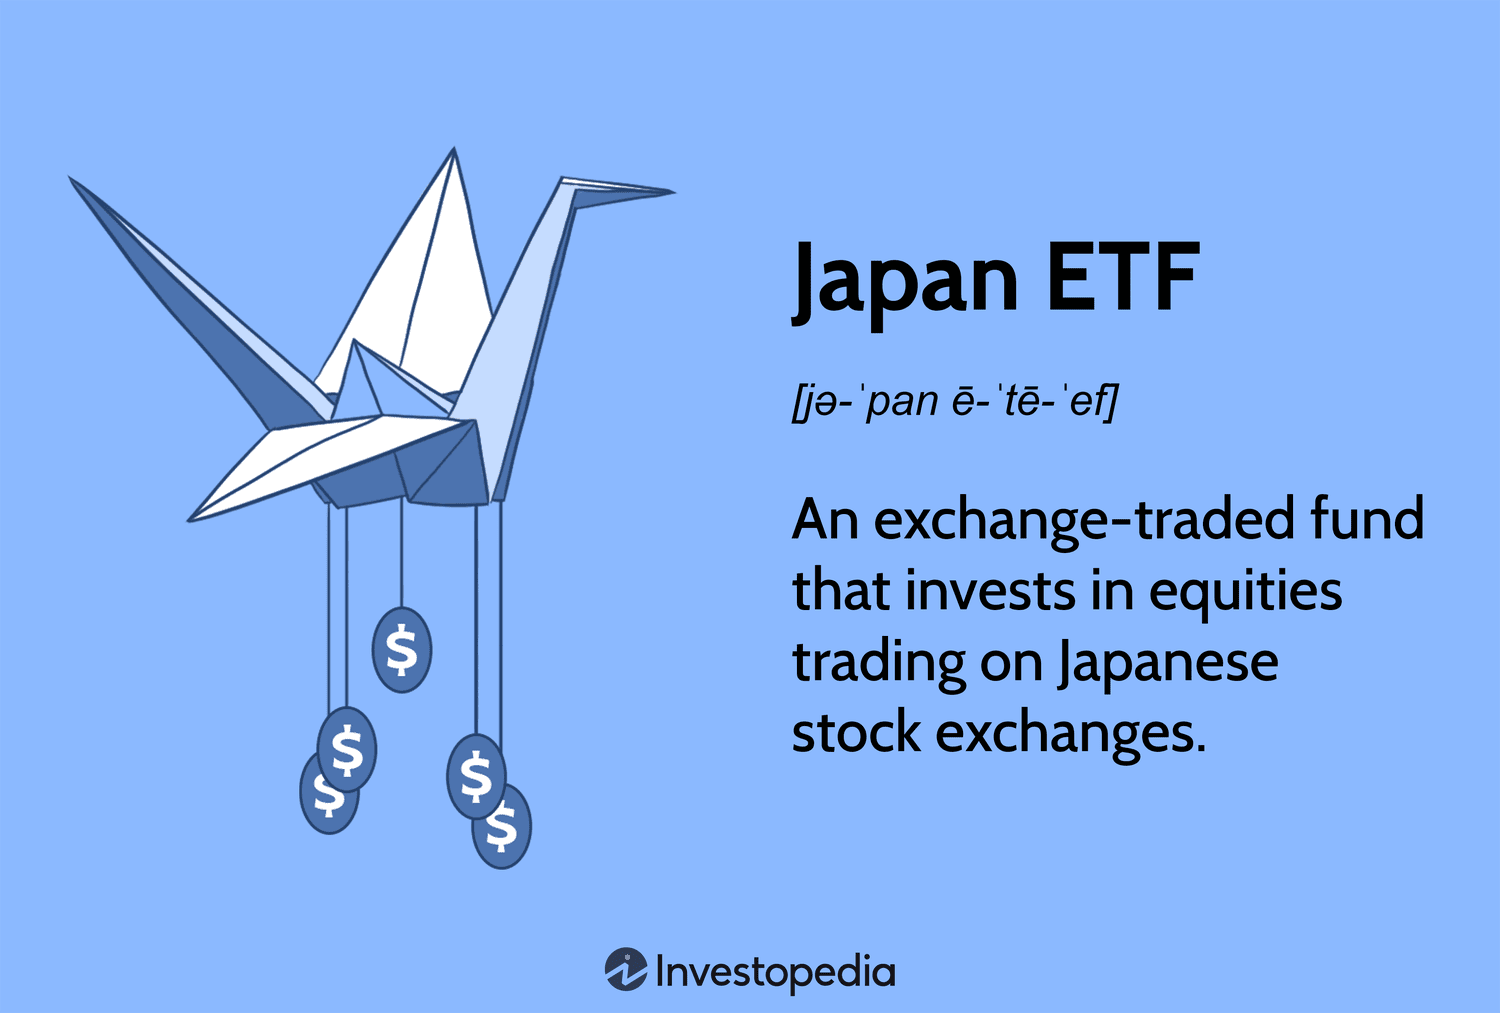 Japan ETF
[jə-ˈpan ē-ˈtē-ˈef]
An exchange-traded fund
that invests in equities
trading on Japanese
stock exchanges.
$
$
$
$
$
Investopedia